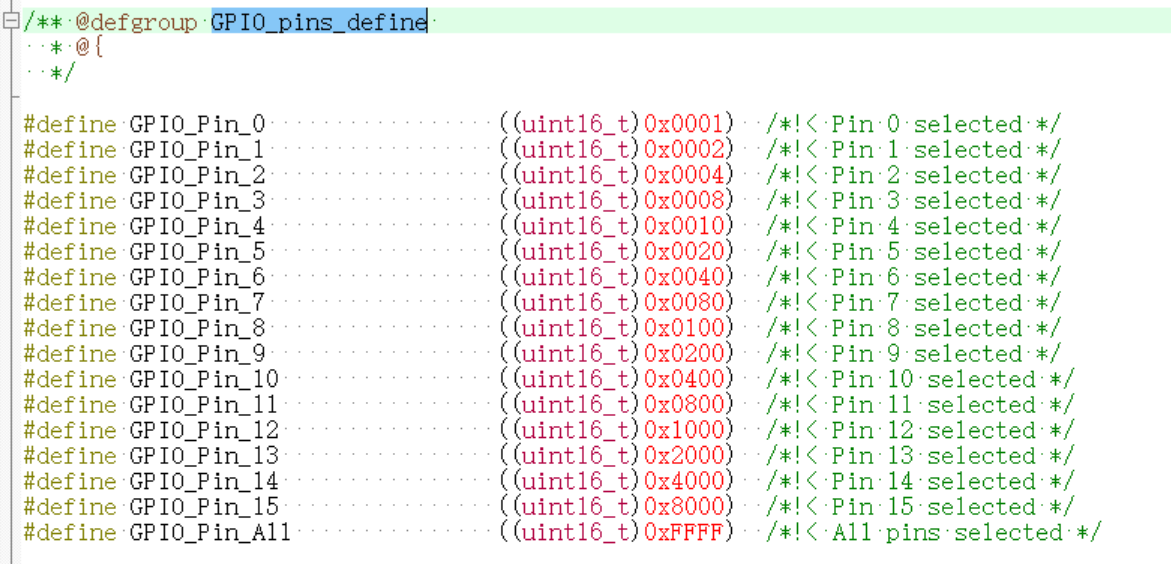 /** @defgroup GPIO_pins_define
  * @{
  */
#define GPIO_Pin_0                 ((uint16_t)0x0001)  /*!< Pin 0 selected */
#define GPIO_Pin_1                 ((uint16_t)0x0002)  /*!< Pin 1 selected */
#define GPIO_Pin_2                 ((uint16_t)0x0004)  /*!< Pin 2 selected */
#define GPIO_Pin_3                 ((uint16_t)0x0008)  /*!< Pin 3 selected */
#define GPIO_Pin_4                 ((uint16_t)0x0010)  /*!< Pin 4 selected */
#define GPIO_Pin_5                 ((uint16_t)0x0020)  /*!< Pin 5 selected */
#define GPIO_Pin_6                 ((uint16_t)0x0040)  /*!< Pin 6 selected */
#define GPIO_Pin_7                 ((uint16_t)0x0080)  /*!< Pin 7 selected */
#define GPIO_Pin_8                 ((uint16_t)0x0100)  /*!< Pin 8 selected */
#define GPIO_Pin_9                 ((uint16_t)0x0200)  /*!< Pin 9 selected */
#define GPIO_Pin_10                ((uint16_t)0x0400)  /*!< Pin 10 selected */
#define GPIO_Pin_11                ((uint16_t)0x0800)  /*!< Pin 11 selected */
#define GPIO_Pin_12                ((uint16_t)0x1000)  /*!< Pin 12 selected */
#define GPIO_Pin_13                ((uint16_t)0x2000)  /*!< Pin 13 selected */
#define GPIO_Pin_14                ((uint16_t)0x4000)  /*!< Pin 14 selected */
#define GPIO_Pin_15                ((uint16_t)0x8000)  /*!< Pin 15 selected */
#define GPIO_Pin_All               ((uint16_t)0xFFFF)  /*!< All pins selected */